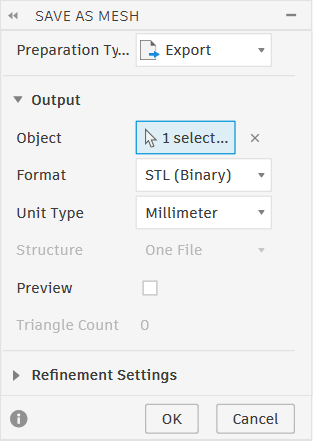 SAVE AS MESH
Preparation Ty... Export
Output
Object 1 select...
Format STL (Binary)
Unit Type Millimeter
Structure One File
Preview
Triangle Count 0
Refinement Settings
OK Cancel